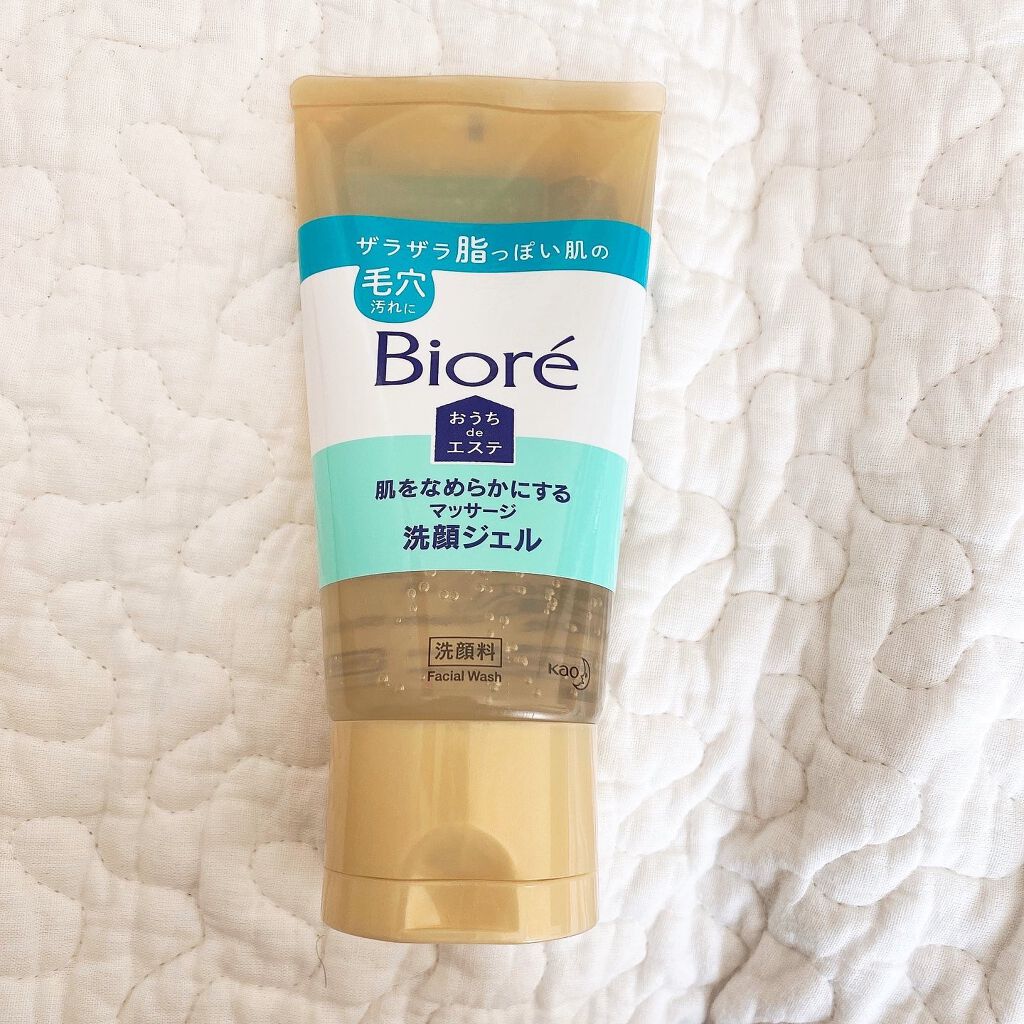 ザラザラ脂っぽい肌の
毛穴
汚れに
Bioré
おうち
de
エステ
肌をなめらかにする
マッサージ
洗顔ジェル
洗顔料
Facial Wash
Kao